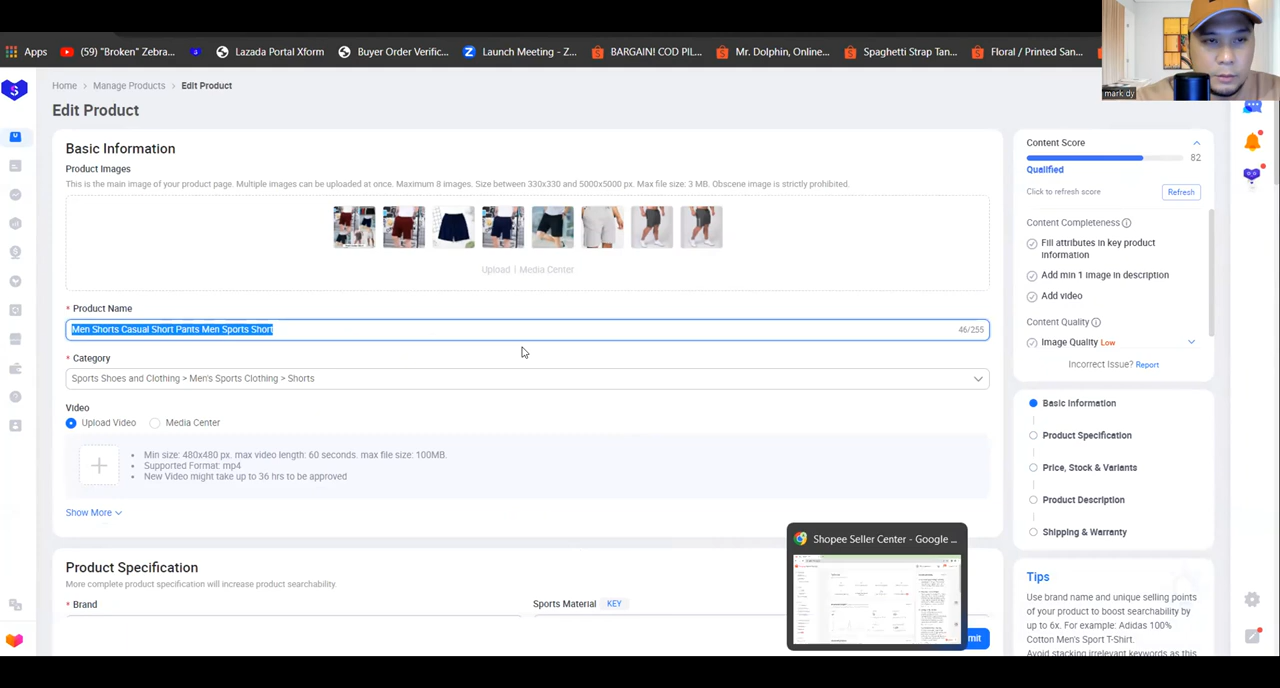 Apps
(59) "Broken" Zebra...
Lazada Portal Xform
Buyer Order Verific...
Launch Meeting - Z...
BARGAIN! COD PIL...
Mr. Dolphin, Online...
Spaghetti Strap Tan...
Floral / Printed San...
mark dy
Home > Manage Products > Edit Product
Edit Product
Basic Information
Product Images
This is the main image of your product page. Multiple images can be uploaded at once. Maximum 8 images. Size between 330x330 and 5000x5000 px. Max file size: 3 MB. Obscene image is strictly prohibited.
Upload | Media Center
* Product Name
Men Shorts Casual Short Pants Men Sports Short
46/255
* Category
Sports Shoes and Clothing > Men's Sports Clothing > Shorts
Video
Upload Video
Media Center
• Min size: 480x480 px. max video length: 60 seconds. max file size: 100MB.
• Supported Format: mp4
• New Video might take up to 36 hrs to be approved
Show More
Product Specification
More complete product specification will increase product searchability.
* Brand
Sports Material KEY
Shopee Seller Center - Google ...
mit
Content Score
82
Qualified
Click to refresh score
Refresh
Content Completeness
Fill attributes in key product
information
Add min 1 image in description
Add video
Content Quality
Image Quality Low
Incorrect Issue? Report
Basic Information
Product Specification
Price, Stock & Variants
Product Description
Shipping & Warranty
Tips
Use brand name and unique selling points
of your product to boost searchability by
up to 6x. For example: Adidas 100%
Cotton Men's Sport T-Shirt.
Avoid stacking irrelevant keywords as this